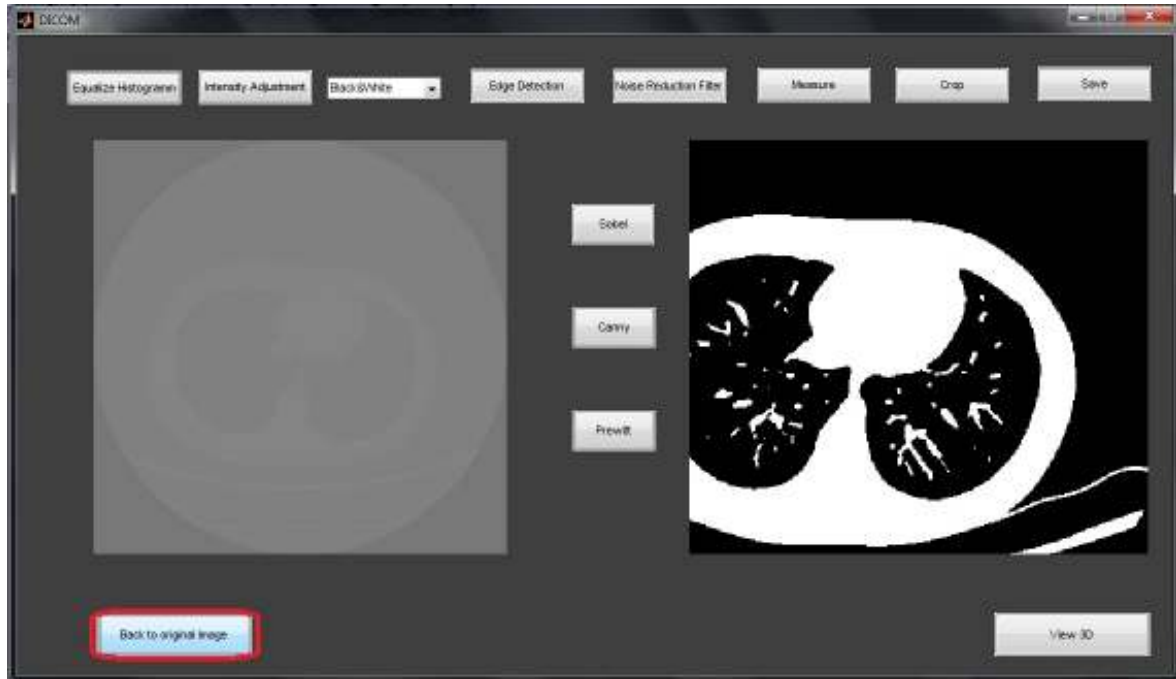 DICOM
Equalize Histogramm
Intensity Adjustment
Black&White
Edge Detection
Noise Reduction Filter
Measure
Crop
Save
Sobel
Canny
Prewitt
Back to original image
View 3D